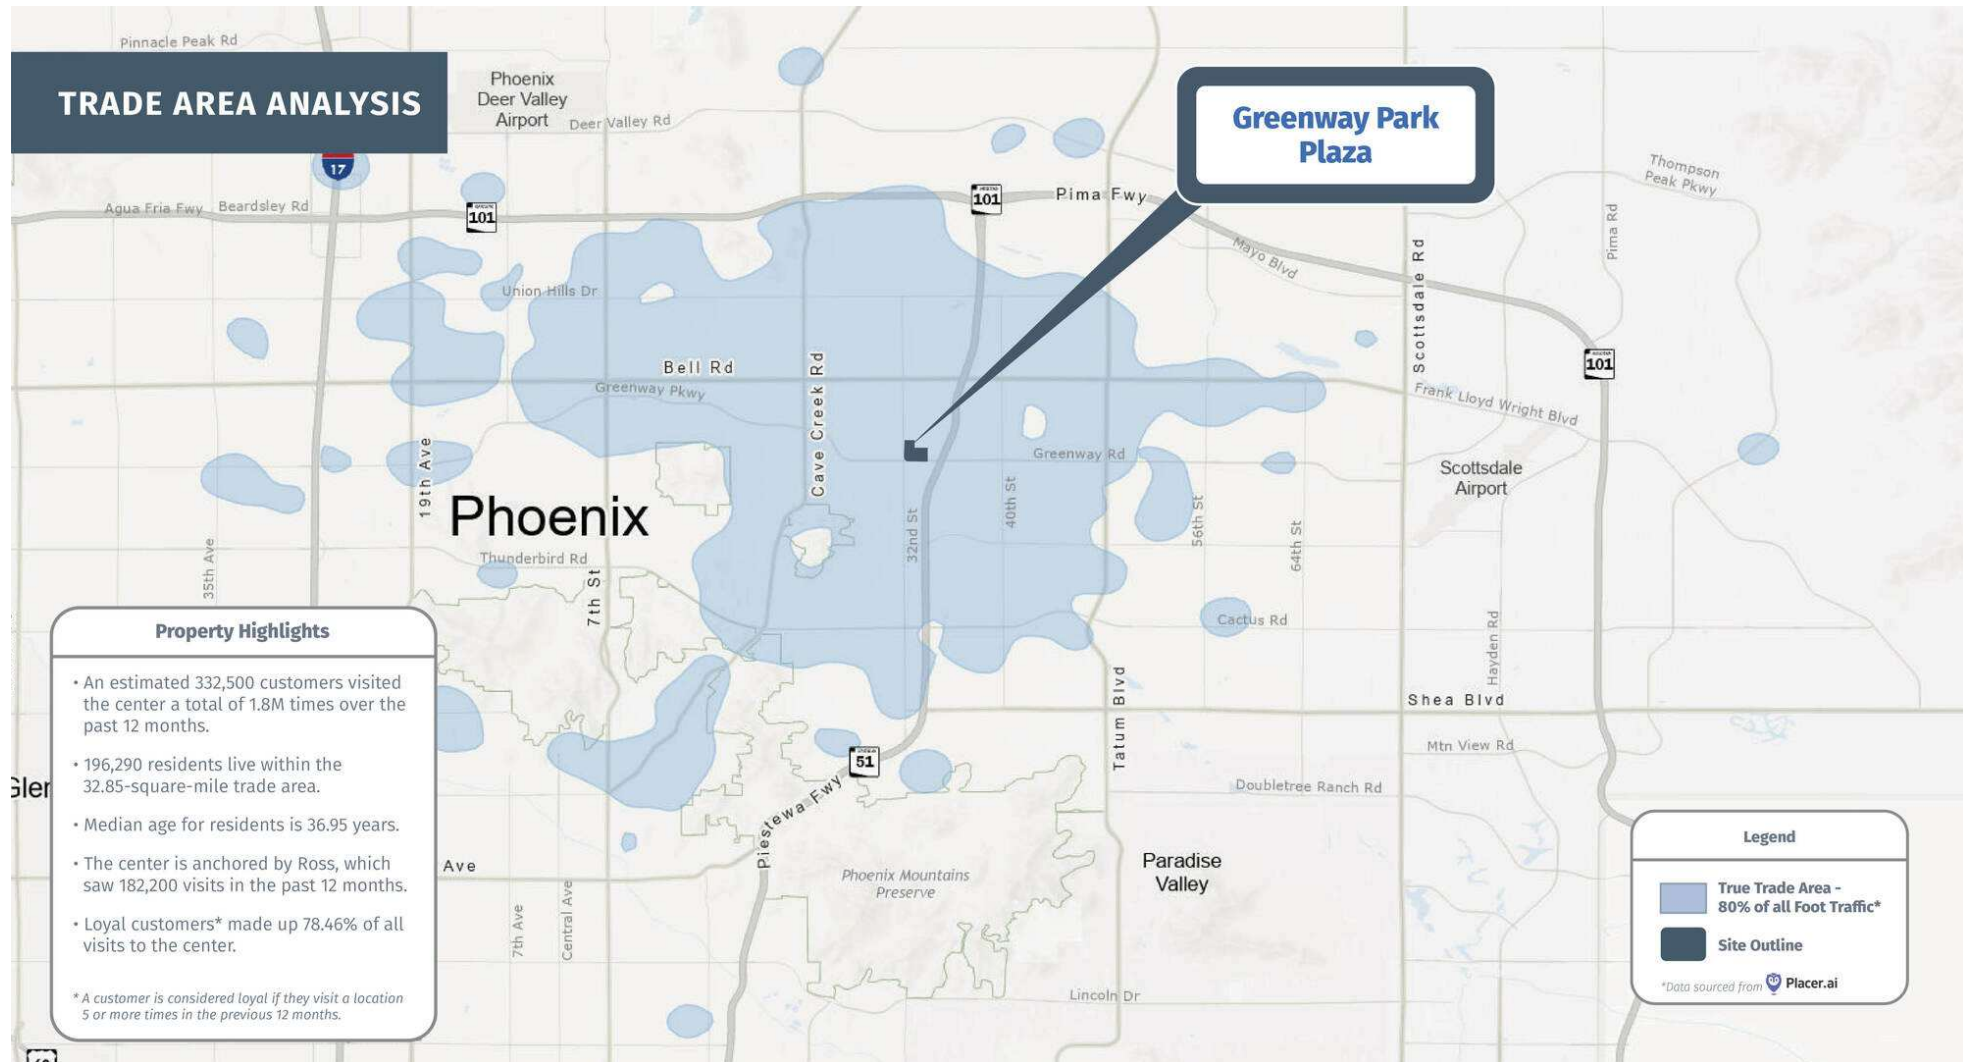 Pinnacle Peak Rd
TRADE AREA ANALYSIS
Phoenix
Deer Valley
Airport
Deer Valley Rd
Greenway Park
Plaza
17
Thompson
Peak Pkwy
Agua Fria Fwy
Beardsley Rd
101
101
Pima Fwy
Pima Rd
Mayo Blvd
Scottsdale Rd
Union Hills Dr
Bell Rd
Greenway Pkwy
Cave Creek Rd
101
Frank Lloyd Wright Blvd
19th Ave
Greenway Rd
Scottsdale
Airport
Phoenix
40th St
32nd St
56th St
64th St
35th Ave
Thunderbird Rd
7th St
Cactus Rd
Hayden Rd
Tatum Blvd
Shea Blvd
Mtn View Rd
51
Doubletree Ranch Rd
Piestewa Fwy
Ave
Phoenix Mountains
Preserve
Paradise
Valley
7th Ave
Central Ave
Lincoln Dr
Property Highlights
• An estimated 332,500 customers visited
the center a total of 1.8M times over the
past 12 months.
• 196,290 residents live within the
32.85-square-mile trade area.
• Median age for residents is 36.95 years.
• The center is anchored by Ross, which
saw 182,200 visits in the past 12 months.
• Loyal customers* made up 78.46% of all
visits to the center.
* A customer is considered loyal if they visit a location
5 or more times in the previous 12 months.
Legend
True Trade Area -
80% of all Foot Traffic*
Site Outline
*Data sourced from Placer.ai